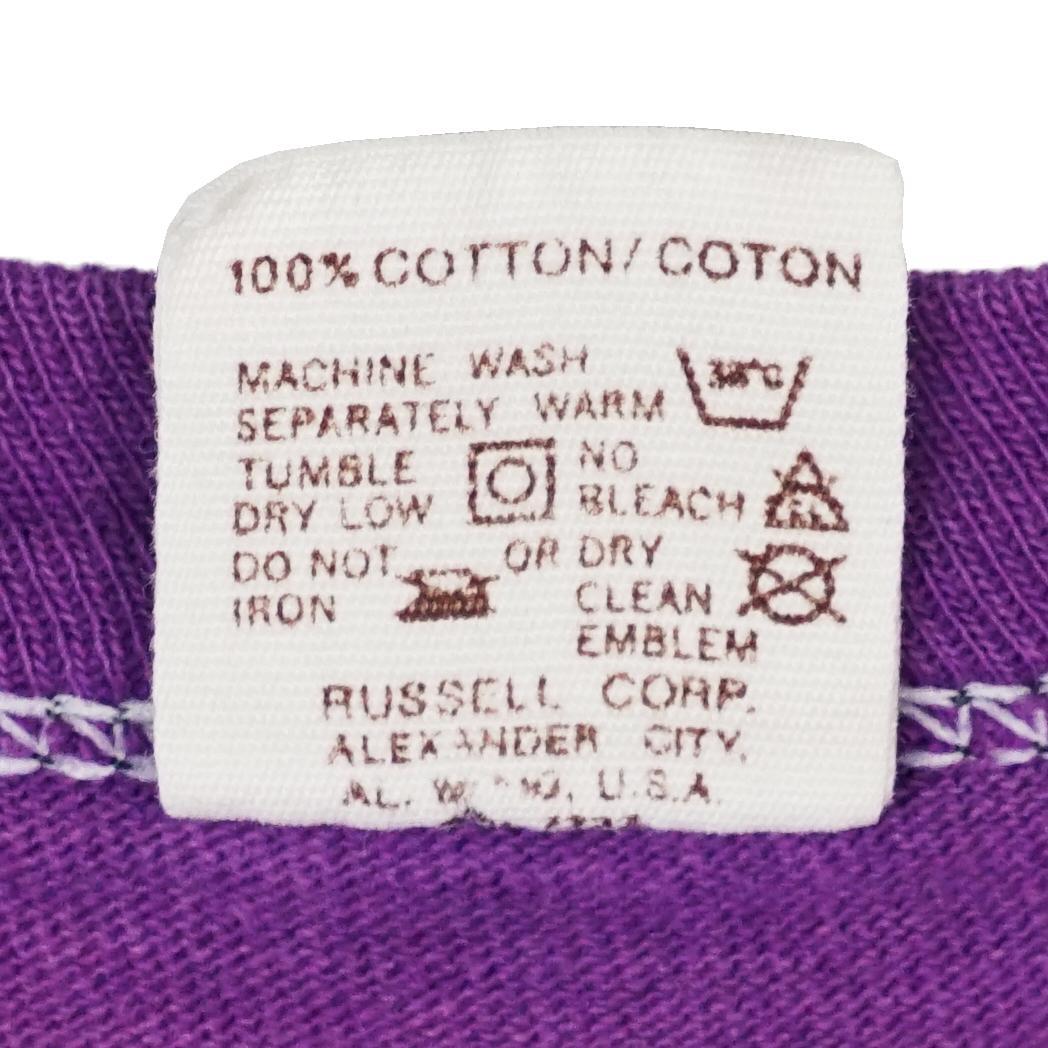 100% COTTON/COTON
MACHINE WASH
SEPARATELY WARM
TUMBLE
DRY LOW
NO
BLEACH
DO NOT
IRON
OR DRY
CLEAN
EMBLEM
RUSSELL CORP.
ALEXANDER CITY,
AL. U.S.A.